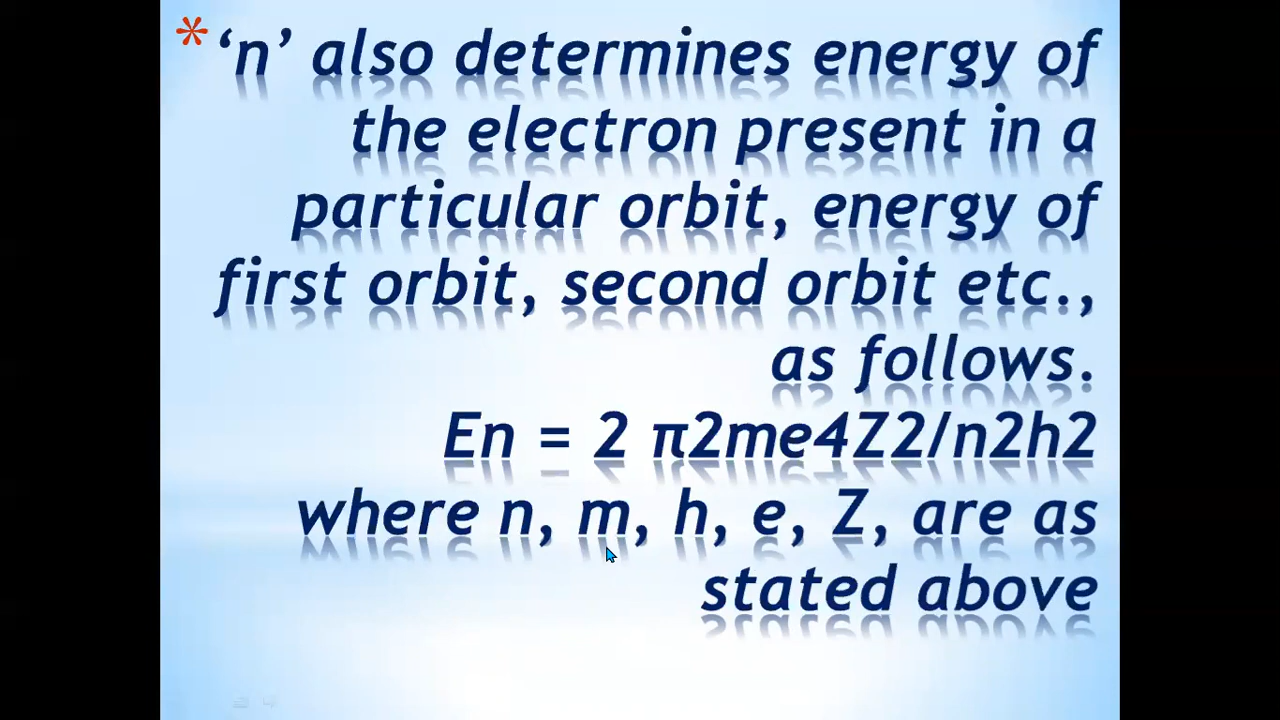 * ‘n’ also determines energy of
the electron present in a
particular orbit, energy of
first orbit, second orbit etc.,
as follows.
En = 2 π2me4Z2/n2h2
where n, m, h, e, Z, are as
stated above